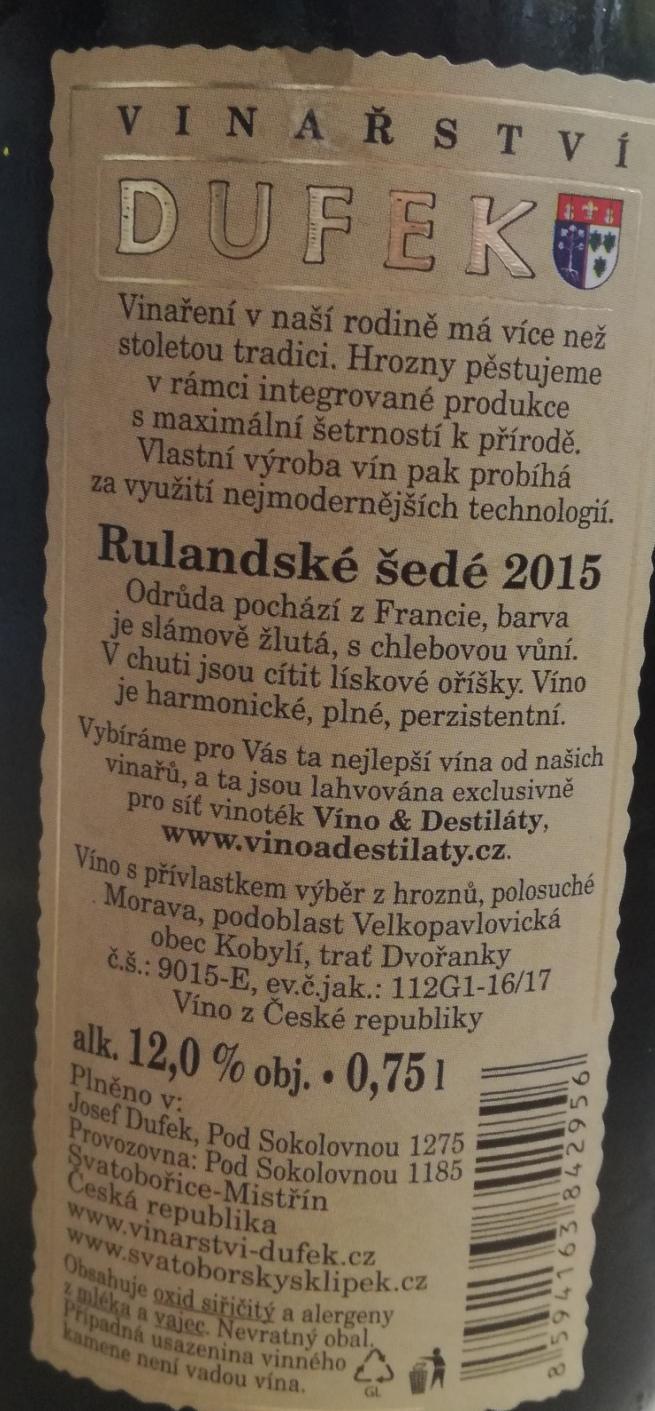 VINAŘSTVÍ
DUFEK
Vinaření v naší rodině má více než
stoletou tradici. Hrozny pěstujeme
v rámci integrované produkce
s maximální šetrností k přírodě.
Vlastní výroba vín pak probíhá
za využití nejmodernějších technologií.
Rulandské šedé 2015
Odrůda pochází z Francie, barva
je slámově žlutá, s chlebovou vůní.
V chuti jsou cítit lískové oříšky. Víno
je harmonické, plné, perzistentní.
Vybíráme pro Vás ta nejlepší vína od našich
vinařů, a ta jsou lahvována exclusivně
pro síť vinoték Víno & Destiláty,
www.vinoadestilaty.cz.
Víno s přívlastkem výběr z hroznů, polosuché
Morava, podoblast Velkopavlovická
obec Kobylí, trať Dvořanky
č.š.: 9015-E, ev.č.jak.: 112G1-16/17
Víno z České republiky
alk. 12,0 % obj. • 0,75 l
Plněno v:
Josef Dufek, Pod Sokolovnou 1275
Provozovna: Pod Sokolovnou 1185
Svatobořice-Mistřín
Česká republika
www.vinarstvi-dufek.cz
www.svatoborskysklipek.cz
Obsahuje oxid siřičitý a alergeny
z mléka a vajec. Nevratný obal.
Případná usazenina vinného
kamene není vadou vína.
GL
8594163842956